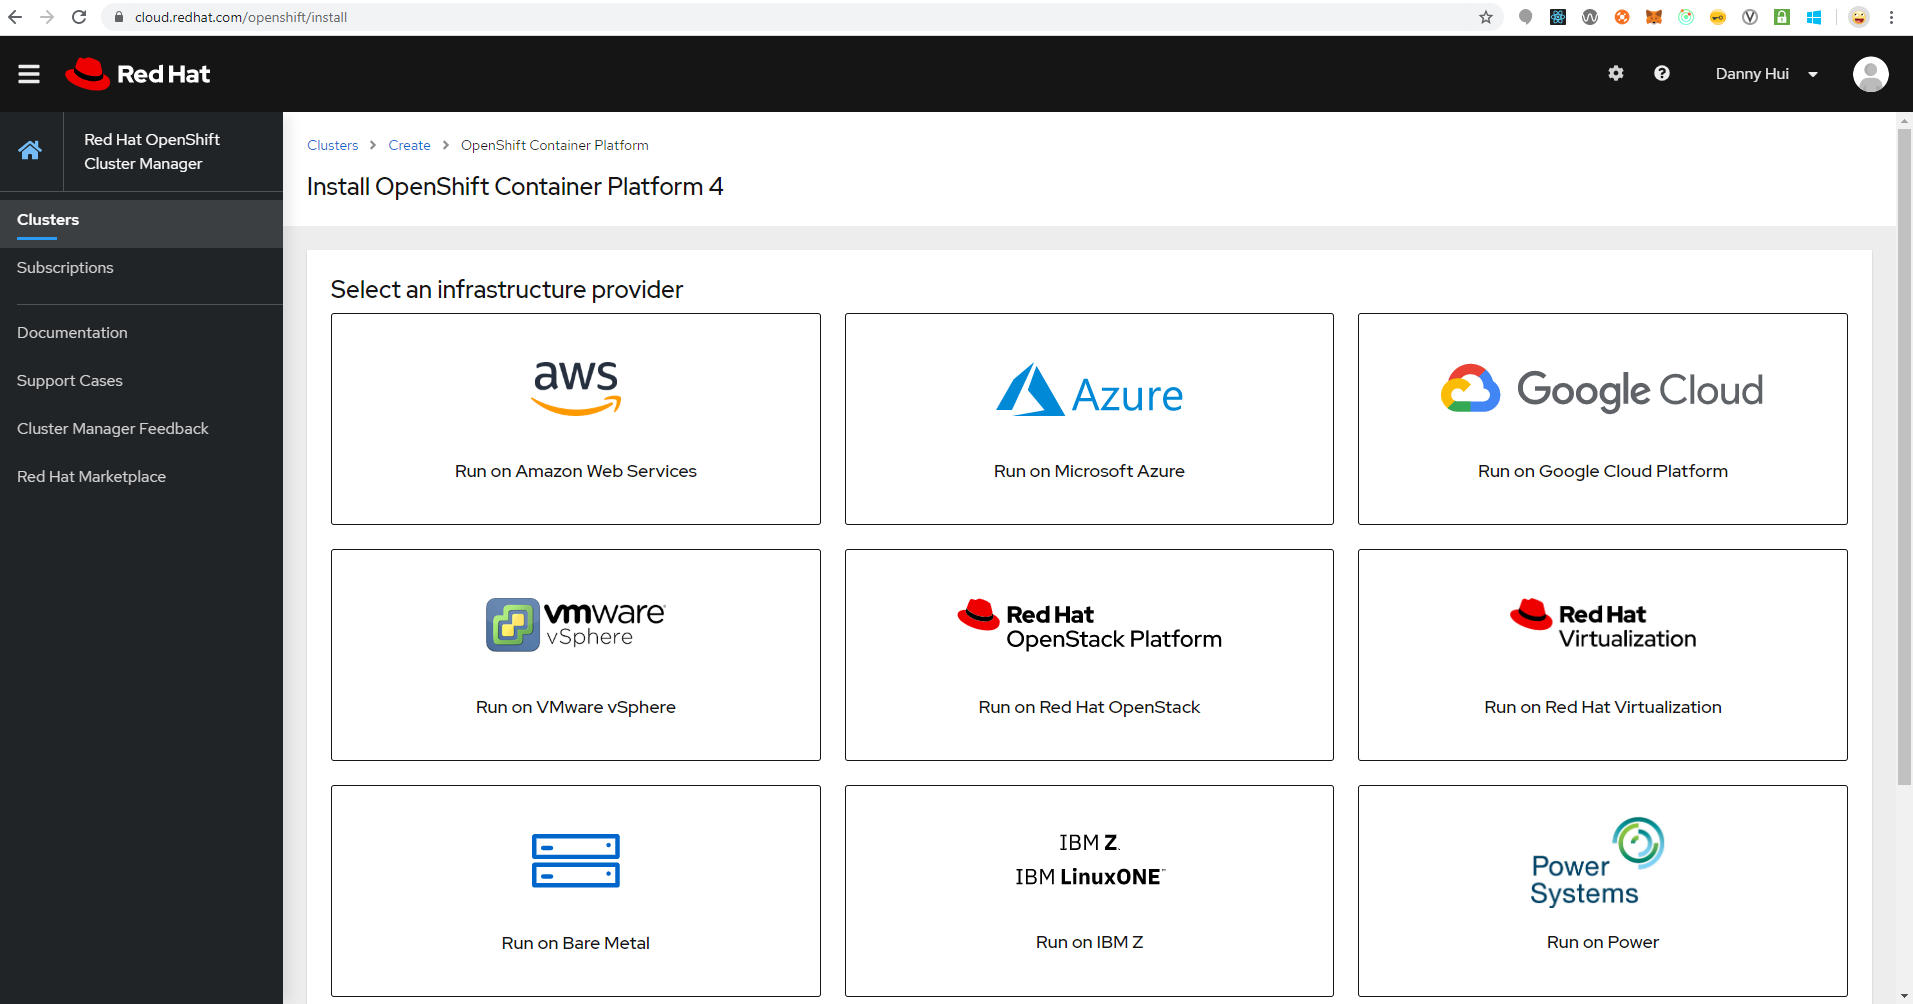 cloud.redhat.com/openshift/install
Red Hat
Danny Hui
Red Hat OpenShift
Cluster Manager
Clusters
Subscriptions
Documentation
Support Cases
Cluster Manager Feedback
Red Hat Marketplace
Clusters > Create > OpenShift Container Platform
Install OpenShift Container Platform 4
Select an infrastructure provider
aws
Run on Amazon Web Services
Azure
Run on Microsoft Azure
Google Cloud
Run on Google Cloud Platform
vmware®
vSphere
Run on VMware vSphere
Red Hat
OpenStack Platform
Run on Red Hat OpenStack
Red Hat
Virtualization
Run on Red Hat Virtualization
Run on Bare Metal
IBM Z.
IBM LinuxONE™
Run on IBM Z
Power
Systems
Run on Power